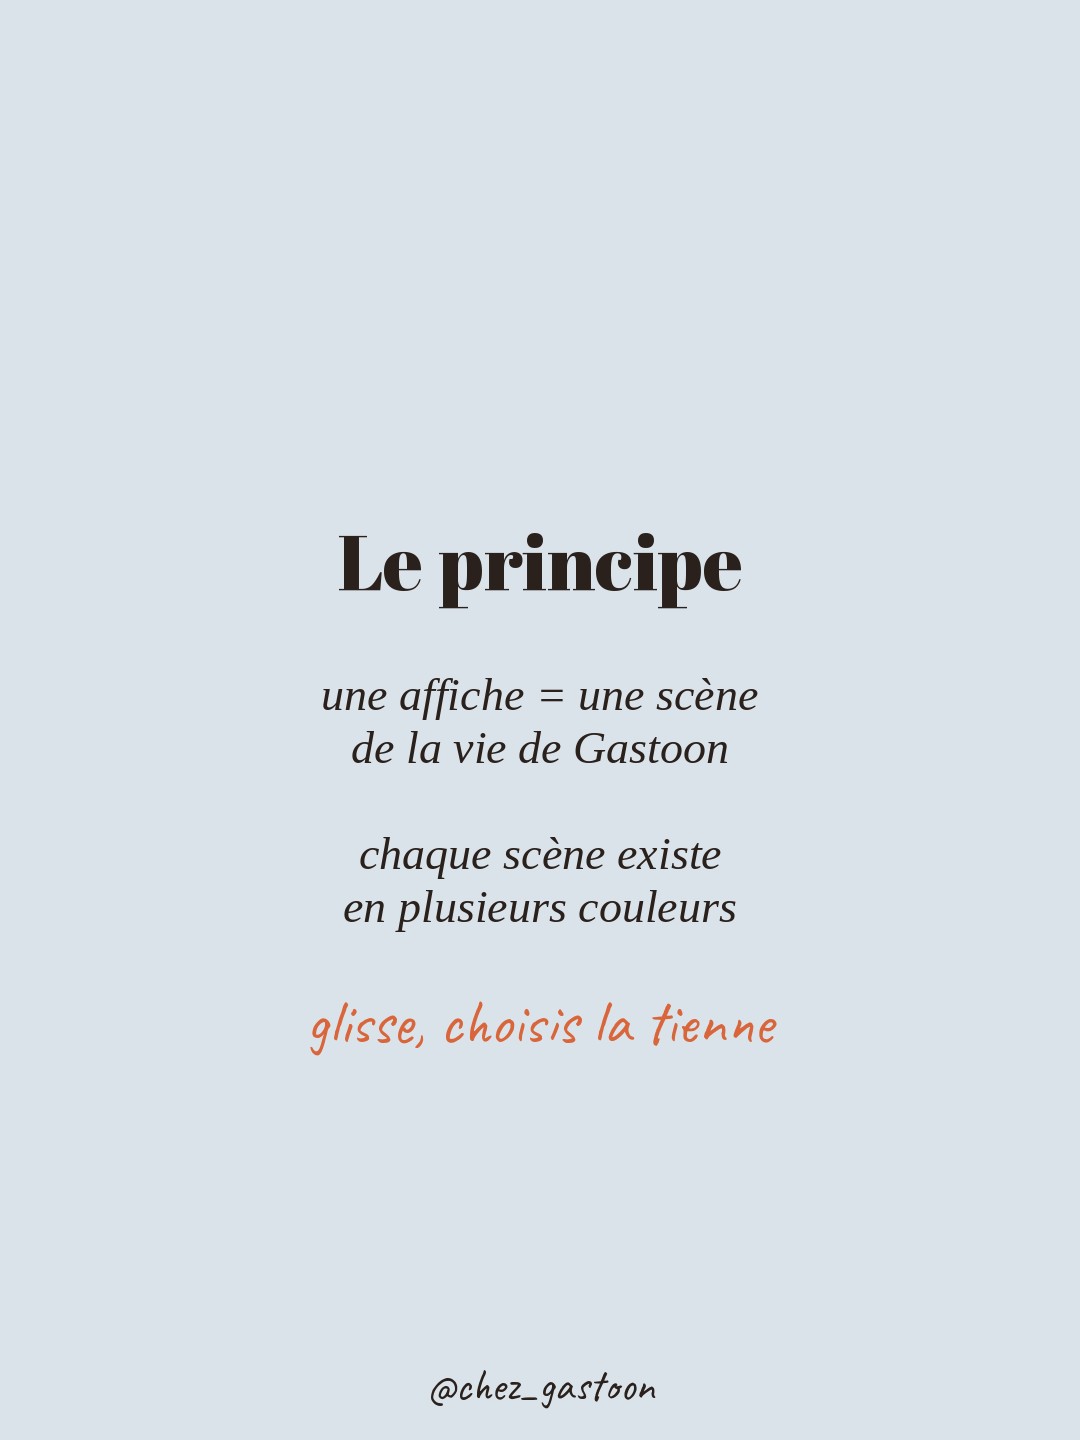 Le principe
une affiche = une scène
de la vie de Gastoon
chaque scène existe
en plusieurs couleurs
glisse, choisis la tienne
@chez_gastoon